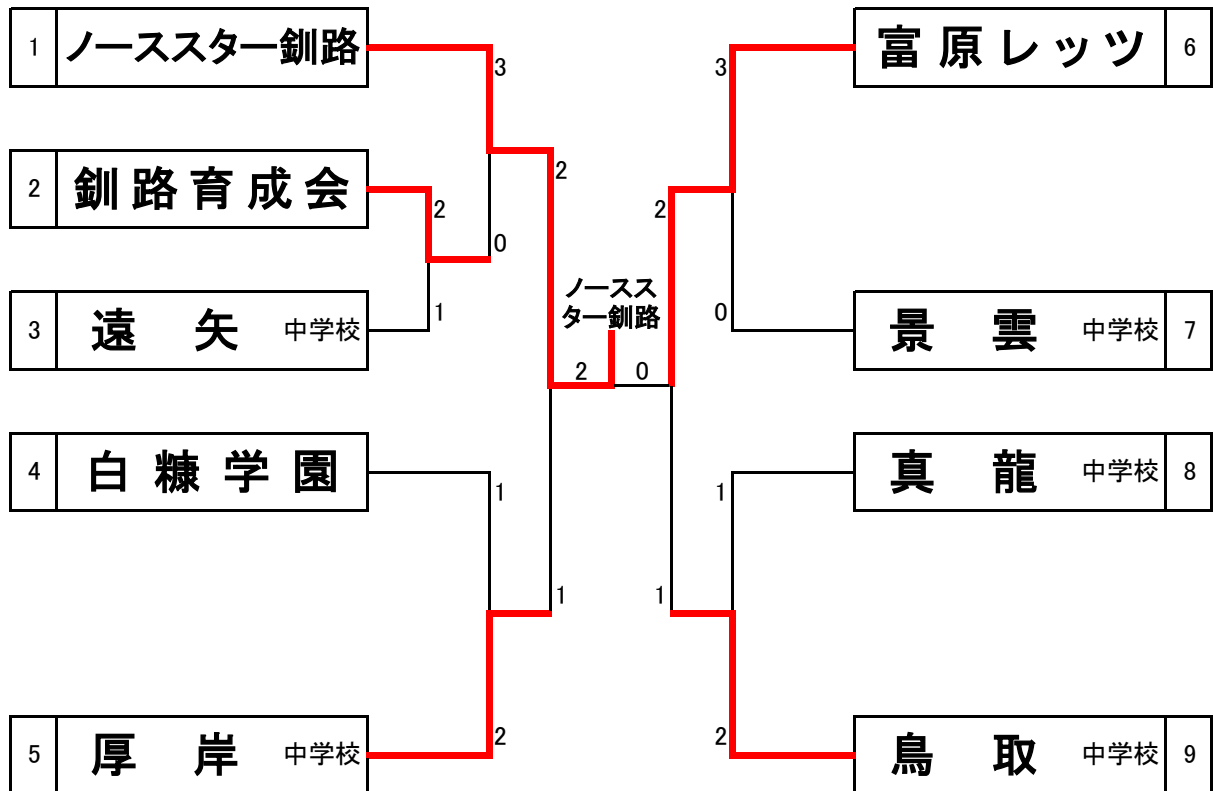 1 ノーススター釧路
3
3
富原レッツ 6
2 釧路育成会
2
0
2
2
3 遠矢 中学校
1
ノースス
ター釧路
2 0
0
景雲 中学校 7
4 白糠学園
1
1
真龍 中学校 8
1
1
5 厚岸 中学校
2
2
鳥取 中学校 9